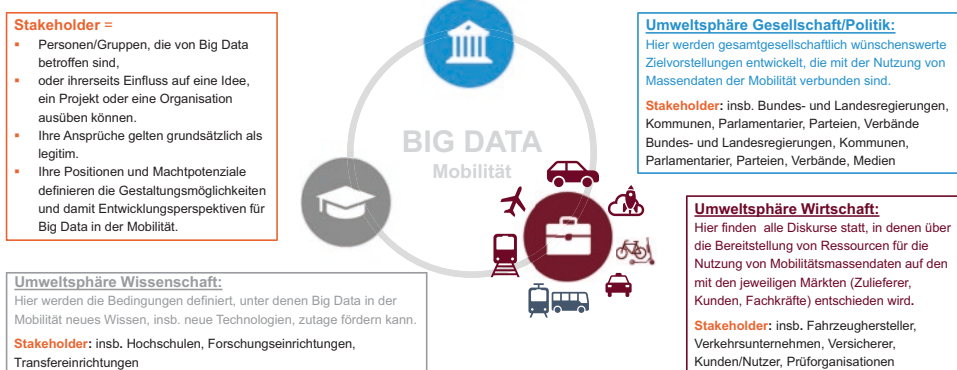 Stakeholder =
▪ Personen/Gruppen, die von Big Data
betroffen sind,
▪ oder ihrerseits Einfluss auf eine Idee,
ein Projekt oder eine Organisation
ausüben können.
▪ Ihre Ansprüche gelten grundsätzlich als
legitim.
▪ Ihre Positionen und Machtpotenziale
definieren die Gestaltungsmöglichkeiten
und damit Entwicklungsperspektiven für
Big Data in der Mobilität.
BIG DATA
Mobilität
Umweltsphäre Gesellschaft/Politik:
Hier werden gesamtgesellschaftlich wünschenswerte
Zielvorstellungen entwickelt, die mit der Nutzung von
Massendaten der Mobilität verbunden sind.
Stakeholder: insb. Bundes- und Landesregierungen,
Kommunen, Parlamentarier, Parteien, Verbände
Bundes- und Landesregierungen, Kommunen,
Parlamentarier, Parteien, Verbände, Medien
Umweltsphäre Wirtschaft:
Hier finden alle Diskurse statt, in denen über
die Bereitstellung von Ressourcen für die
Nutzung von Mobilitätsmassendaten auf den
mit den jeweiligen Märkten (Zulieferer,
Kunden, Fachkräfte) entschieden wird.
Stakeholder: insb. Fahrzeughersteller,
Verkehrsunternehmen, Versicherer,
Kunden/Nutzer, Prüforganisationen
Umweltsphäre Wissenschaft:
Hier werden die Bedingungen definiert, unter denen Big Data in der
Mobilität neues Wissen, insb. neue Technologien, zutage fördern kann.
Stakeholder: insb. Hochschulen, Forschungseinrichtungen,
Transfereinrichtungen